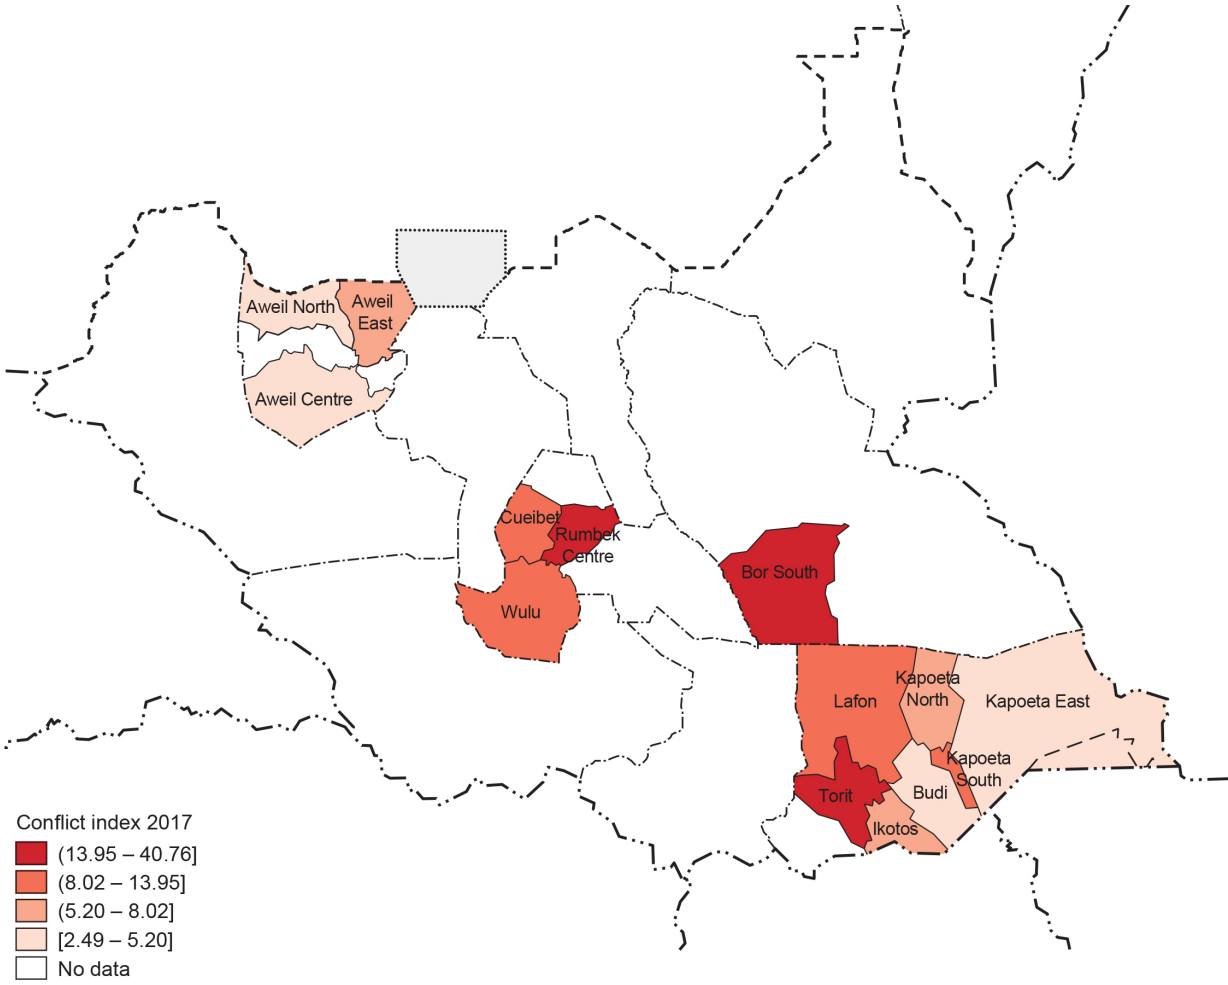 Aweil North
Aweil
East
Aweil Centre
Cueibet
Rumbek
Centre
Wulu
Bor South
Kapoeta
North
Lafon
Kapoeta East
Kapoeta
South
Torit
Budi
Ikotos
Conflict index 2017
(13.95 – 40.76]
(8.02 – 13.95]
(5.20 – 8.02]
[2.49 – 5.20]
No data